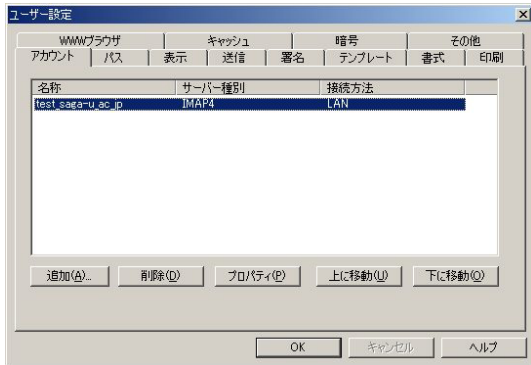 ユーザー設定
WWWブラウザ キャッシュ 暗号 その他
アカウント パス 表示 送信 署名 テンプレート 書式 印刷
名称 サーバー種別 接続方法
test_saga-u_ac_jp IMAP4 LAN
追加(A)... 削除(D) プロパティ(P) 上に移動(U) 下に移動(O)
OK キャンセル ヘルプ